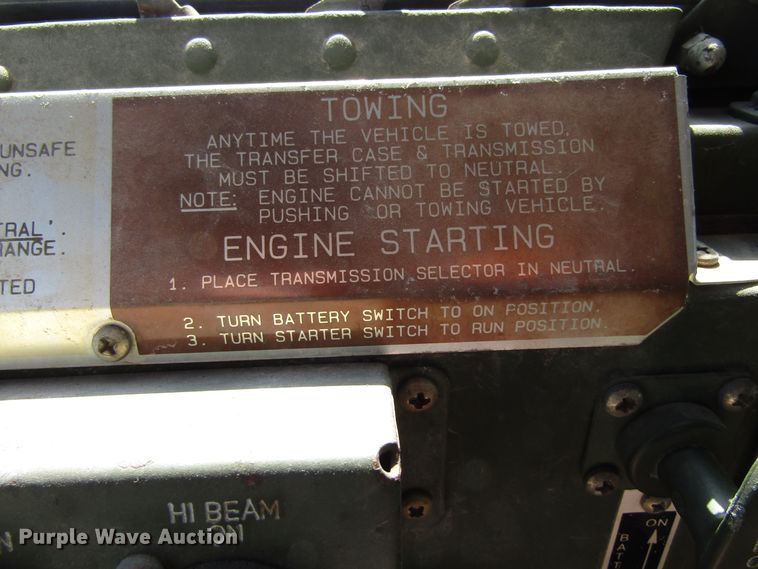 UNSAFE
NG.
TRAL'.
HANGE.
TED
TOWING
ANYTIME THE VEHICLE IS TOWED,
THE TRANSFER CASE & TRANSMISSION
MUST BE SHIFTED TO NEUTRAL.
NOTE: ENGINE CANNOT BE STARTED BY
PUSHING OR TOWING VEHICLE.
ENGINE STARTING
1. PLACE TRANSMISSION SELECTOR IN NEUTRAL.
2. TURN BATTERY SWITCH TO ON POSITION.
3. TURN STARTER SWITCH TO RUN POSITION.
HI BEAM
ON
N
ON
BATT
Purple Wave Auction